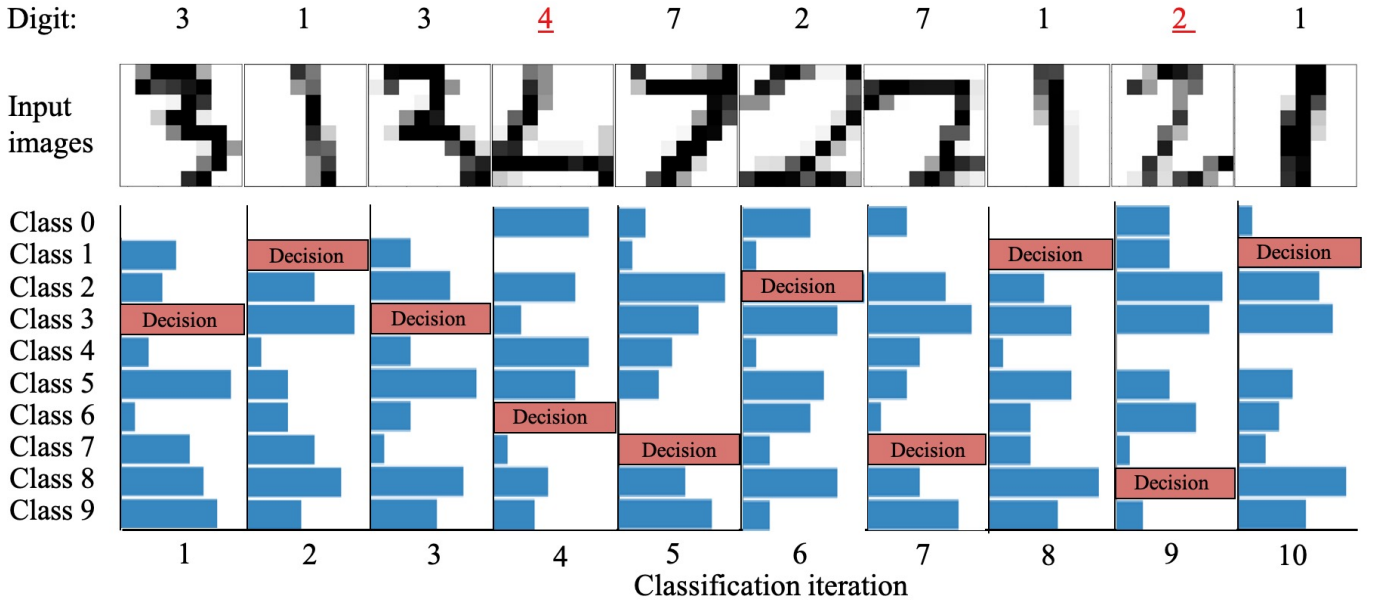 Digit: 3 1 3 4 7 2 7 1 2 1
Input
images
Class 0
Class 1 Decision Decision Decision
Class 2 Decision
Class 3 Decision Decision
Class 4
Class 5
Class 6 Decision
Class 7 Decision Decision
Class 8 Decision
Class 9
1 2 3 4 5 6 7 8 9 10
Classification iteration